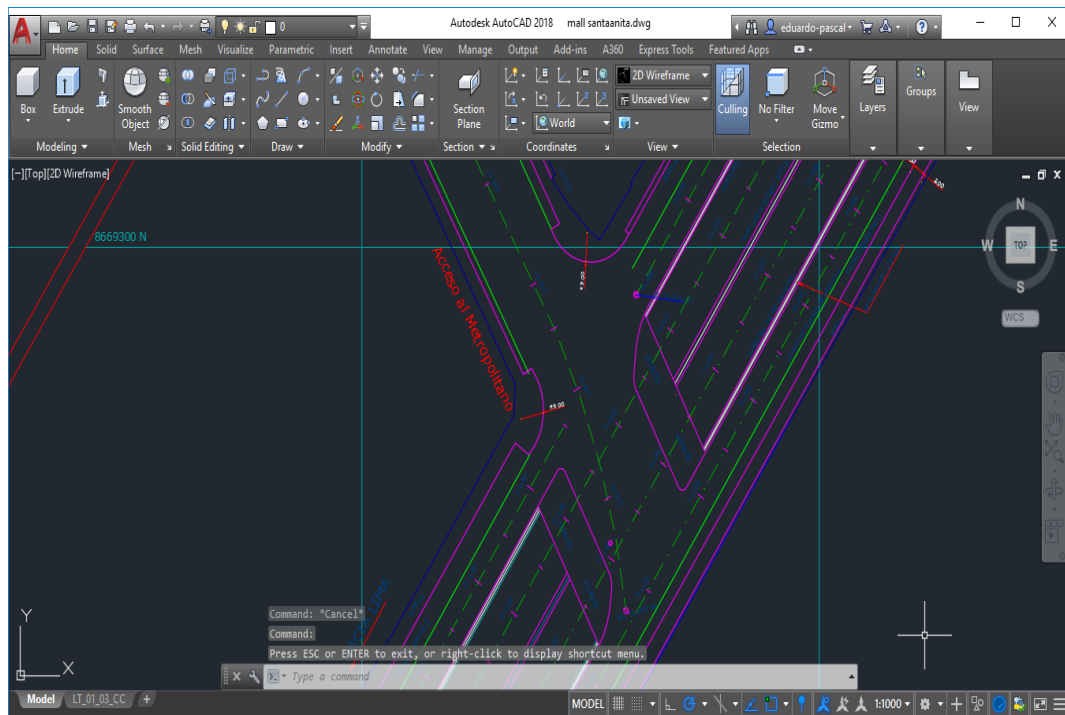 0
Autodesk AutoCAD 2018 mall santaanita.dwg
eduardo-pascal
Home Solid Surface Mesh Visualize Parametric Insert Annotate View Manage Output Add-ins A360 Express Tools Featured Apps
Box
Extrude
Smooth Object
Section Plane
World
2D Wireframe
Unsaved View
Culling
No Filter
Move Gizmo
Layers
Groups
View
Modeling Mesh Solid Editing Draw Modify Section Coordinates View Selection
[−][Top][2D Wireframe]
8669300 N
Acceso al Metropolitano
N
W TOP E
S
WCS
Y
X
LIMA
Command: *Cancel*
Command:
Press ESC or ENTER to exit, or right-click to display shortcut menu.
Type a command
Model LT_01_03_CC +
MODEL
1:1000